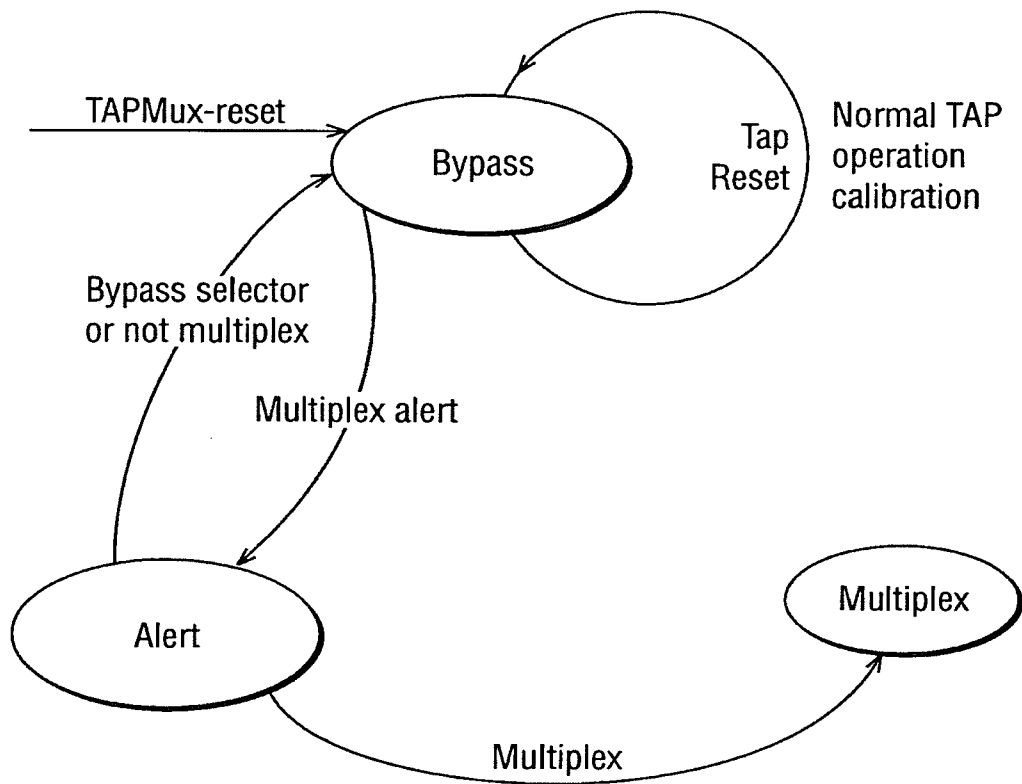 TAPMux-reset
Bypass
Tap
Reset
Normal TAP
operation
calibration
Bypass selector
or not multiplex
Multiplex alert
Alert
Multiplex
Multiplex